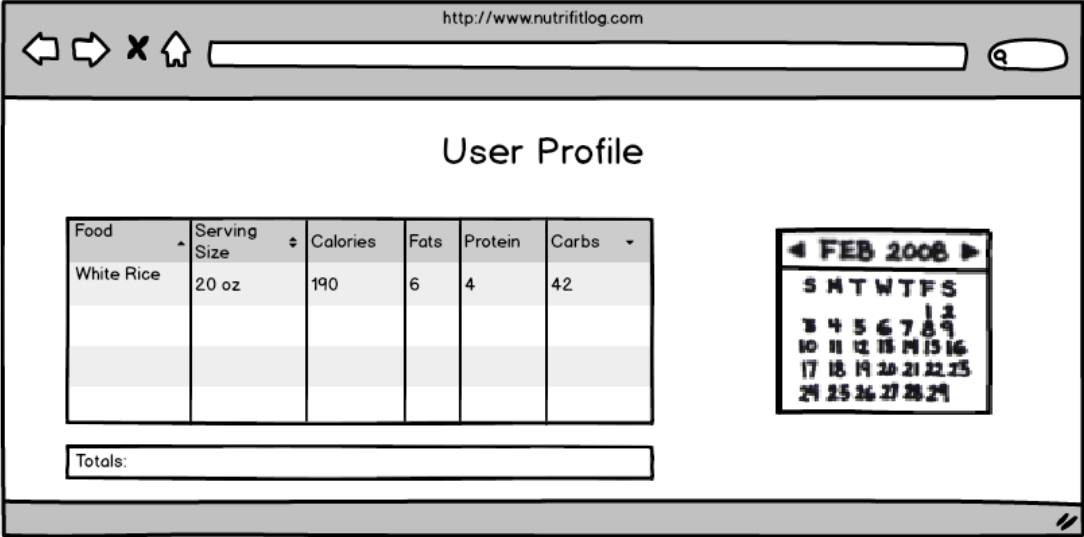 http://www.nutrifitlog.com
User Profile
Food Serving Size Calories Fats Protein Carbs
White Rice 20 oz 190 6 4 42
Totals:
FEB 2008
S M T W T F S
1 2
3 4 5 6 7 8 9
10 11 12 13 14 15 16
17 18 19 20 21 22 23
24 25 26 27 28 29